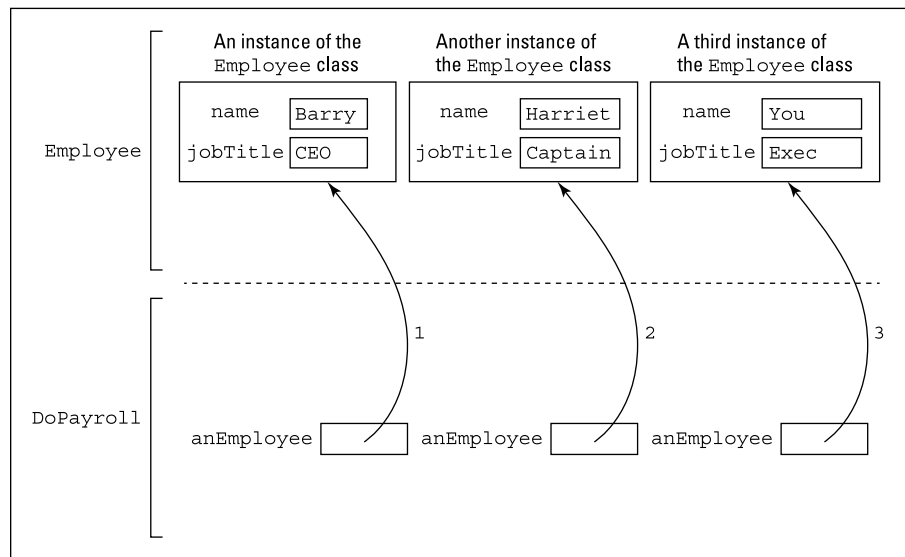 An instance of the
Employee class
Another instance of
the Employee class
A third instance of
the Employee class
Employee
name
Barry
jobTitle
CEO
name
Harriet
jobTitle
Captain
name
You
jobTitle
Exec
1
2
3
DoPayroll
anEmployee
anEmployee
anEmployee